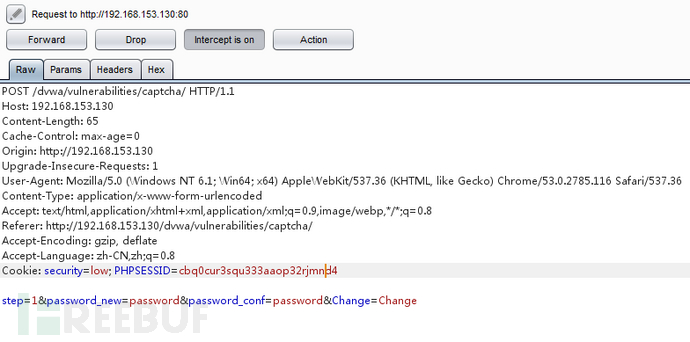 Request to http://192.168.153.130:80
Forward Drop Intercept is on Action
Raw Params Headers Hex
POST /dvwa/vulnerabilities/captcha/ HTTP/1.1
Host: 192.168.153.130
Content-Length: 65
Cache-Control: max-age=0
Origin: http://192.168.153.130
Upgrade-Insecure-Requests: 1
User-Agent: Mozilla/5.0 (Windows NT 6.1; Win64; x64) AppleWebKit/537.36 (KHTML, like Gecko) Chrome/53.0.2785.116 Safari/537.36
Content-Type: application/x-www-form-urlencoded
Accept: text/html,application/xhtml+xml,application/xml;q=0.9,image/webp,*/*;q=0.8
Referer: http://192.168.153.130/dvwa/vulnerabilities/captcha/
Accept-Encoding: gzip, deflate
Accept-Language: zh-CN,zh;q=0.8
Cookie: security=low; PHPSESSID=cbq0cur3squ333aaop32rjmnd4
step=1&password_new=password&password_conf=password&Change=Change
FREEBUF